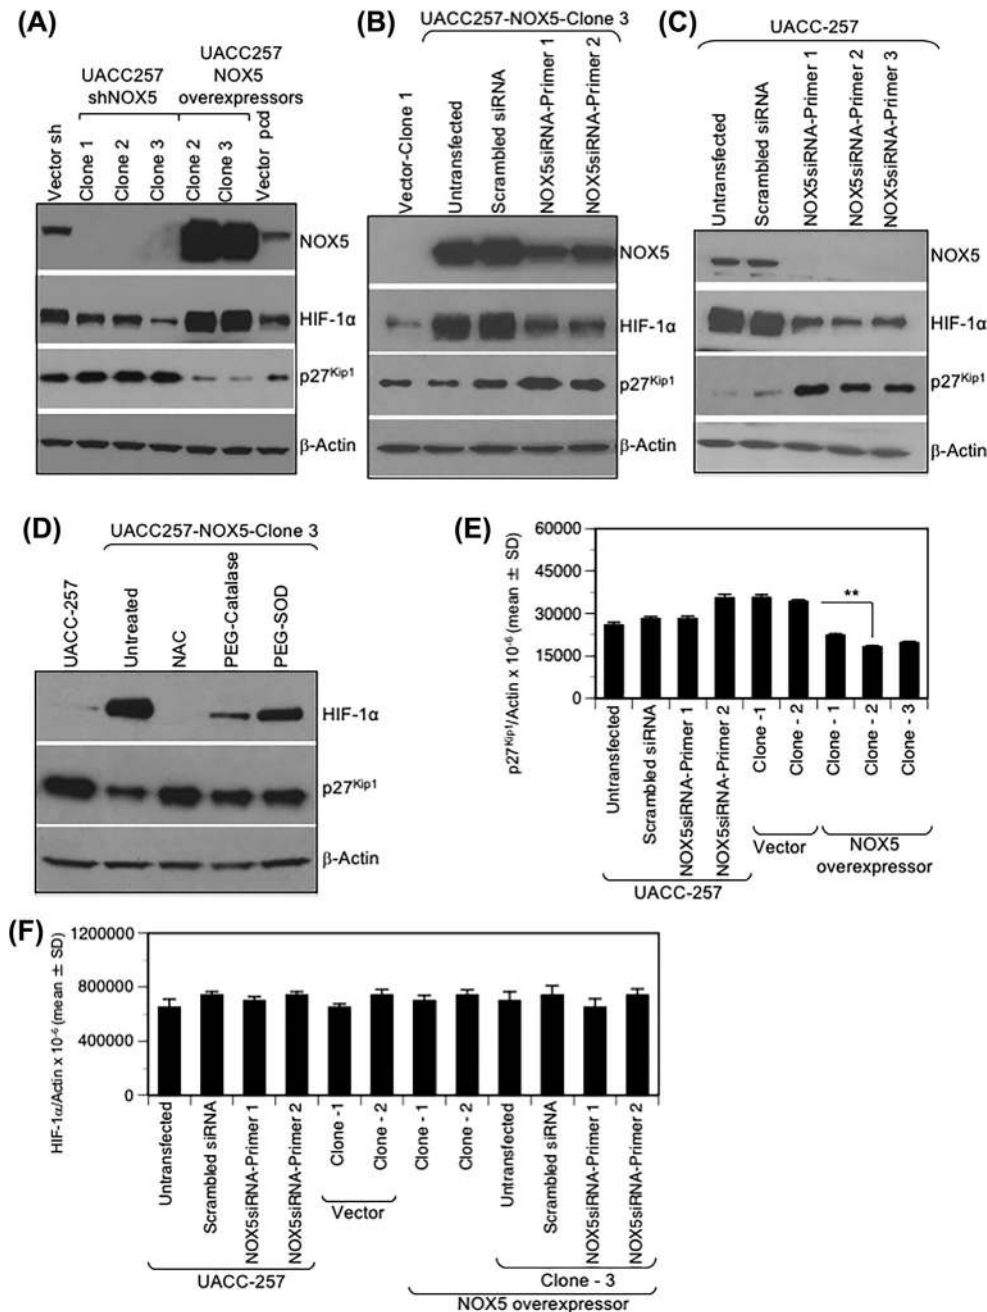 (A)
UACC257
shNOX5
UACC257
NOX5
overexpressors
Vector sh
Clone 1
Clone 2
Clone 3
Clone 2
Clone 3
Vector pcd
NOX5
HIF-1α
p27Kip1
β-Actin
(B)
UACC257-NOX5-Clone 3
Vector-Clone 1
Untransfected
Scrambled siRNA
NOX5siRNA-Primer 1
NOX5siRNA-Primer 2
NOX5
HIF-1α
p27Kip1
β-Actin
(C)
UACC-257
Untransfected
Scrambled siRNA
NOX5siRNA-Primer 1
NOX5siRNA-Primer 2
NOX5siRNA-Primer 3
NOX5
HIF-1α
p27Kip1
β-Actin
(D)
UACC257-NOX5-Clone 3
UACC-257
Untreated
NAC
PEG-Catalase
PEG-SOD
HIF-1α
p27Kip1
β-Actin
(E)
p27Kip1/Actin x 10-6 (mean ± SD)
60000
45000
30000
15000
0
**
Untransfected
Scrambled siRNA
NOX5siRNA-Primer 1
NOX5siRNA-Primer 2
Clone -1
Clone - 2
Clone - 1
Clone - 2
Clone - 3
Vector
NOX5
overexpressor
UACC-257
(F)
HIF-1α/Actin x 10-6 (mean ± SD)
1200000
800000
400000
0
Untransfected
Scrambled siRNA
NOX5siRNA-Primer 1
NOX5siRNA-Primer 2
Clone -1
Clone - 2
Clone - 1
Clone - 2
Untransfected
Scrambled siRNA
NOX5siRNA-Primer 1
NOX5siRNA-Primer 2
Vector
UACC-257
Clone - 3
NOX5 overexpressor